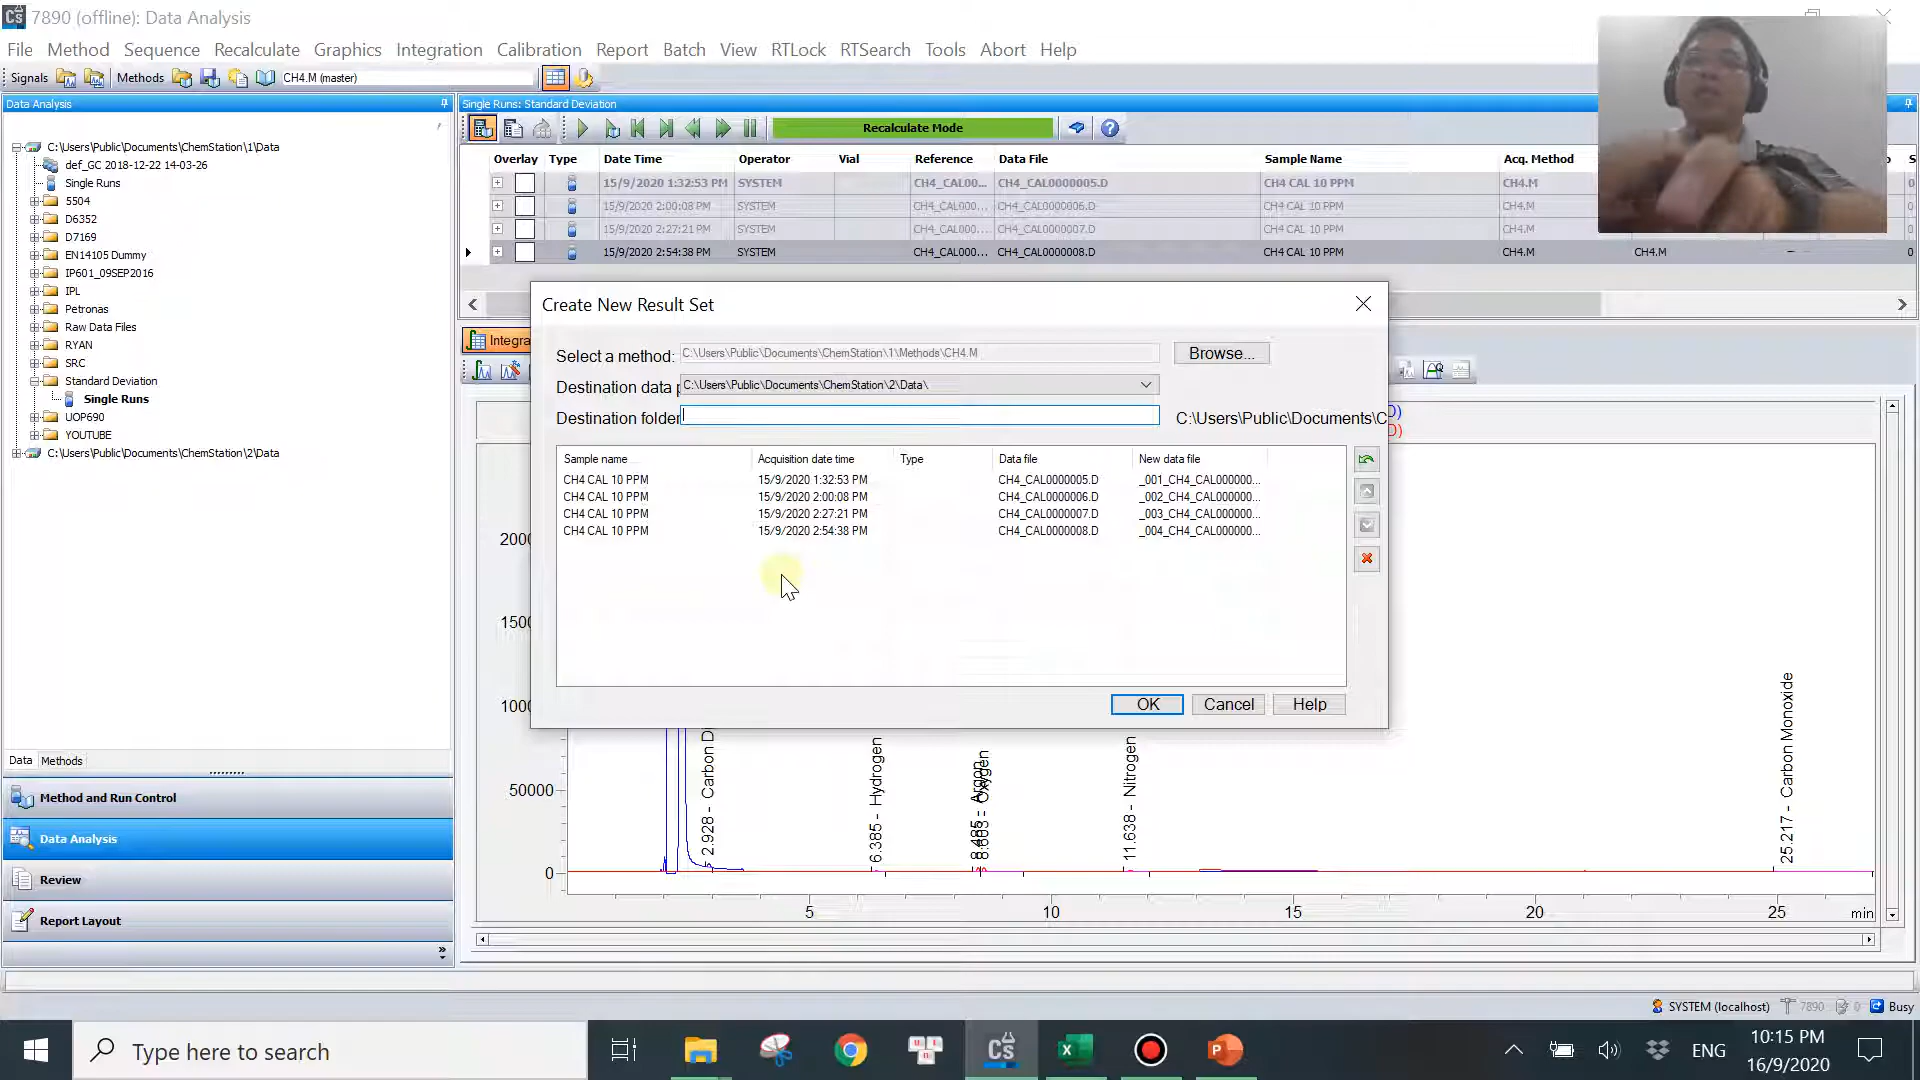 7890 (offline): Data Analysis
File Method Sequence Recalculate Graphics Integration Calibration Report Batch View RTLock RTSearch Tools Abort Help
Signals Methods CH4.M (master)
Data Analysis
C:\Users\Public\Documents\ChemStation\1\Data
def_GC 2018-12-22 14-03-26
Single Runs
5504
D6352
D7169
EN14105 Dummy
IP601_09SEP2016
IPL
Petronas
Raw Data Files
RYAN
SRC
Standard Deviation
Single Runs
UOP690
YOUTUBE
C:\Users\Public\Documents\ChemStation\2\Data
Data Methods
Method and Run Control
Data Analysis
Review
Report Layout
Single Runs: Standard Deviation
Recalculate Mode
Overlay Type Date Time Operator Vial Reference Data File Sample Name Acq. Method
15/9/2020 1:32:53 PM SYSTEM CH4_CAL00... CH4_CAL0000005.D CH4 CAL 10 PPM CH4.M 0
15/9/2020 2:00:08 PM SYSTEM CH4_CAL000... CH4_CAL0000006.D CH4 CAL 10 PPM CH4.M 0
15/9/2020 2:27:21 PM SYSTEM CH4_CAL000... CH4_CAL0000007.D CH4 CAL 10 PPM CH4.M 0
15/9/2020 2:54:38 PM SYSTEM CH4_CAL000... CH4_CAL0000008.D CH4 CAL 10 PPM CH4.M CH4.M 0
Integra
Create New Result Set
Select a method: C:\Users\Public\Documents\ChemStation\1\Methods\CH4.M Browse...
Destination data p C:\Users\Public\Documents\ChemStation\2\Data\
Destination folder C:\Users\Public\Documents\C
Sample name Acquisition date time Type Data file New data file
CH4 CAL 10 PPM 15/9/2020 1:32:53 PM CH4_CAL0000005.D _001_CH4_CAL000000...
CH4 CAL 10 PPM 15/9/2020 2:00:08 PM CH4_CAL0000006.D _002_CH4_CAL000000...
CH4 CAL 10 PPM 15/9/2020 2:27:21 PM CH4_CAL0000007.D _003_CH4_CAL000000...
CH4 CAL 10 PPM 15/9/2020 2:54:38 PM CH4_CAL0000008.D _004_CH4_CAL000000...
OK Cancel Help
D)
D)
2000
1500
1000
50000
0
2.928 - Carbon Di
6.385 - Hydrogen
8.485 - Argon
8.603 - Oxygen
11.638 - Nitrogen
25.217 - Carbon Monoxide
5 10 15 20 25 min
SYSTEM (localhost) 7890 0 Busy
Type here to search
ENG
10:15 PM
16/9/2020